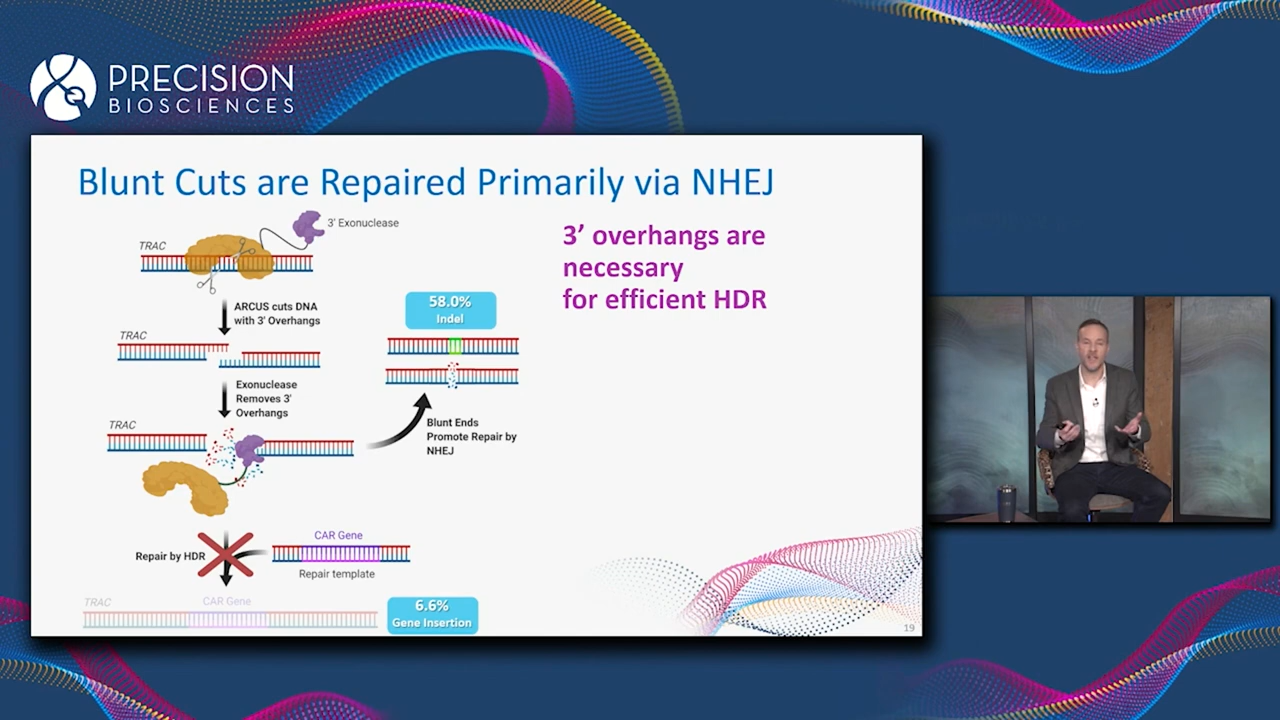 PRECISION
BIOSCIENCES
Blunt Cuts are Repaired Primarily via NHEJ
3' Exonuclease
TRAC
ARCUS cuts DNA
with 3' Overhangs
TRAC
Exonuclease
Removes 3'
Overhangs
TRAC
58.0%
Indel
Blunt Ends
Promote Repair by
NHEJ
Repair by HDR
CAR Gene
Repair template
TRAC
CAR Gene
6.6%
Gene Insertion
3' overhangs are
necessary
for efficient HDR
19